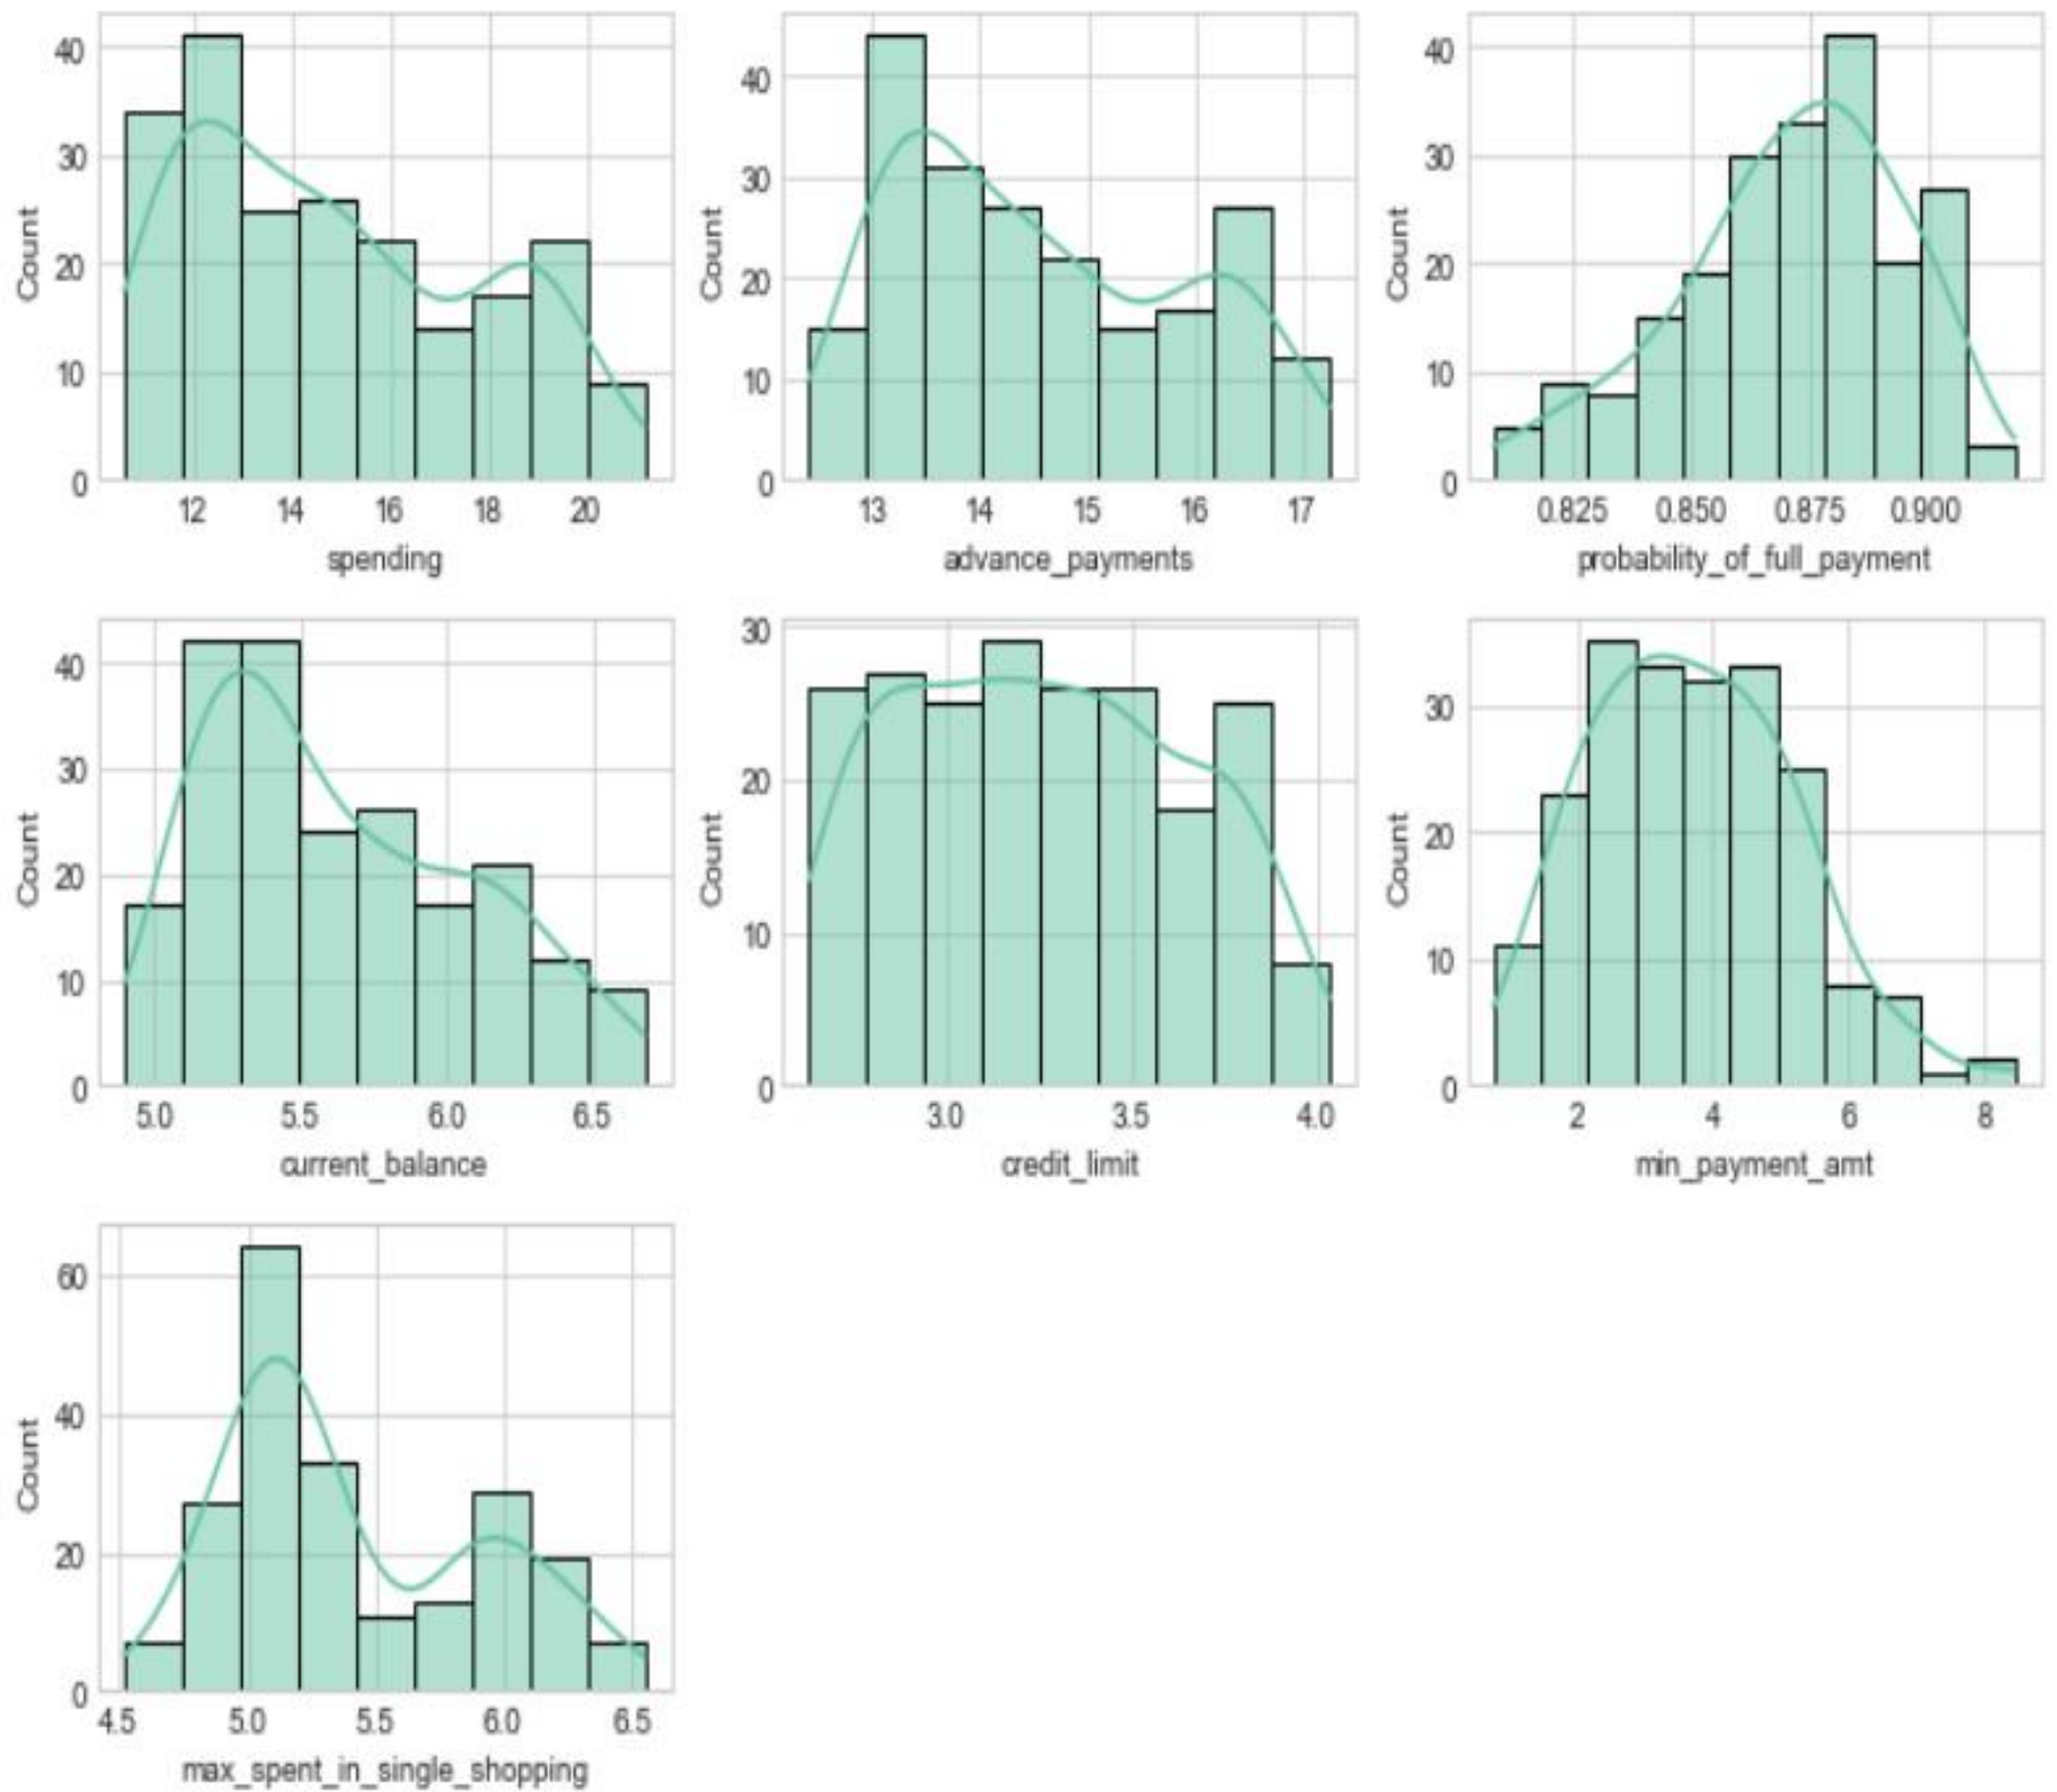 40
30
20
10
0
Count
12 14 16 18 20
spending
40
30
20
10
0
Count
13 14 15 16 17
advance_payments
40
30
20
10
0
Count
0.825 0.850 0.875 0.900
probability_of_full_payment
40
30
20
10
0
Count
5.0 5.5 6.0 6.5
current_balance
30
20
10
0
Count
3.0 3.5 4.0
credit_limit
30
20
10
0
Count
2 4 6 8
min_payment_amt
60
40
20
0
Count
4.5 5.0 5.5 6.0 6.5
max_spent_in_single_shopping